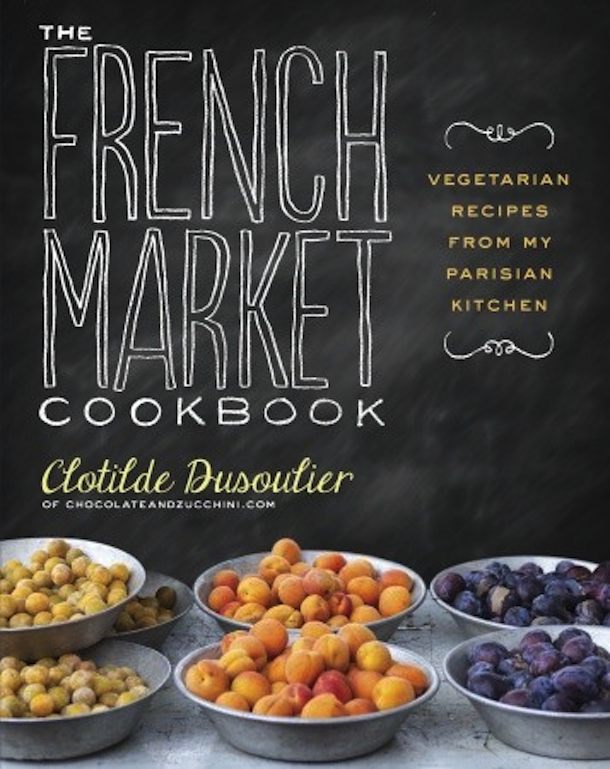 THE
FRENCH
MARKET
COOKBOOK
VEGETARIAN
RECIPES
FROM MY
PARISIAN
KITCHEN
Clotilde Dusoulier
OF CHOCOLATEANDZUCCHINI.COM